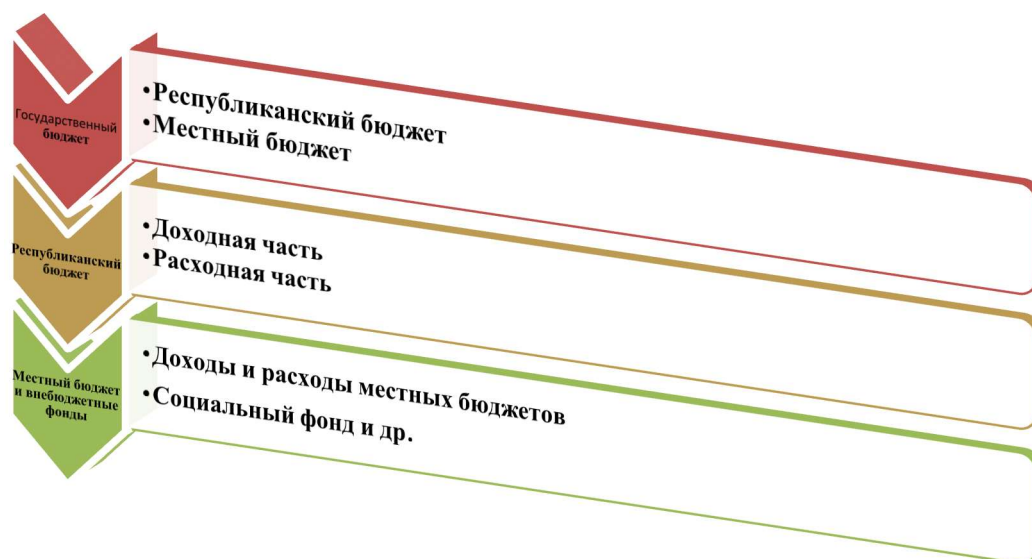 Государственный
бюджет
•Республиканский бюджет
•Местный бюджет
Республиканский
бюджет
•Доходная часть
•Расходная часть
Местный бюджет
и внебюджетные
фонды
•Доходы и расходы местных бюджетов
•Социальный фонд и др.